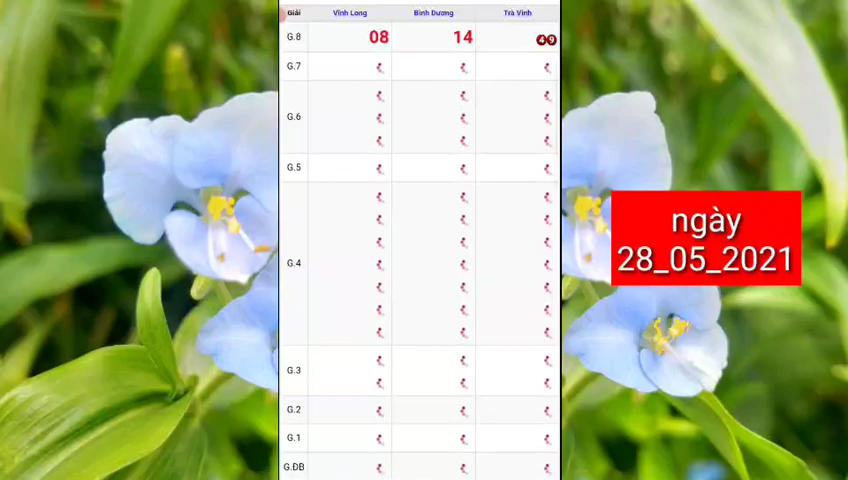 Giải Vĩnh Long Bình Dương Trà Vinh
G.8 08 14 49
G.7
G.6
G.5
G.4
G.3
G.2
G.1
G.ĐB
ngày
28_05_2021